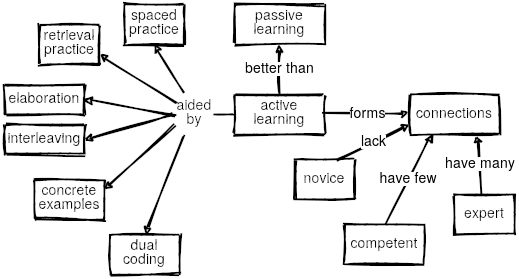 spaced
practice
passive
learning
retrieval
practice
better than
elaboration
aided
by
active
learning
forms
connections
interleaving
lack
novice
have few
have many
concrete
examples
expert
dual
coding
competent